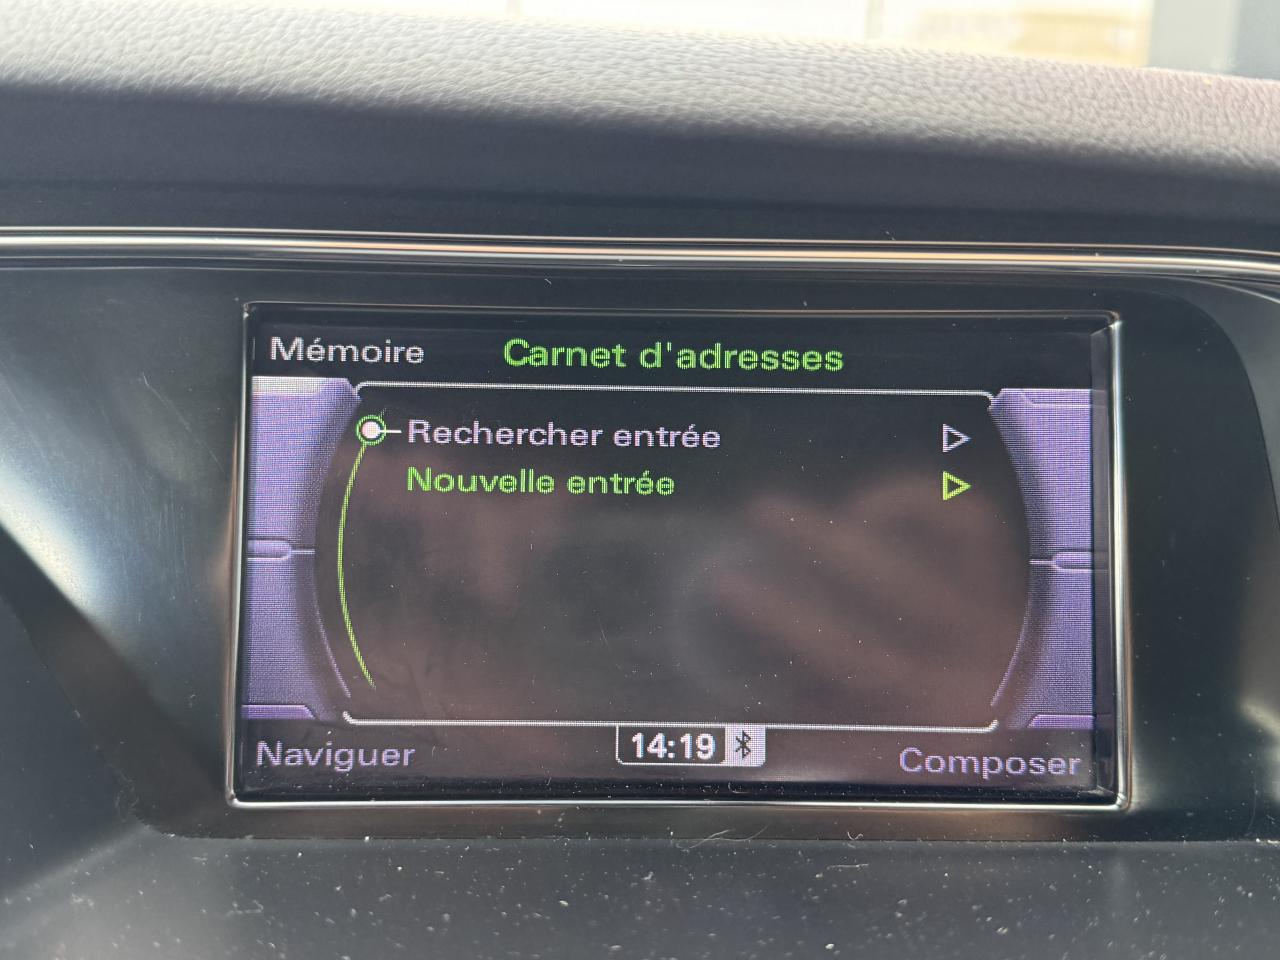 Mémoire
Carnet d'adresses
Rechercher entrée
Nouvelle entrée
Naviguer
14:19
Composer